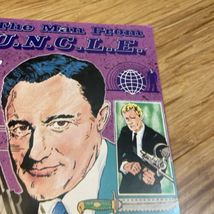 The Man From
U.N.C.L.E.